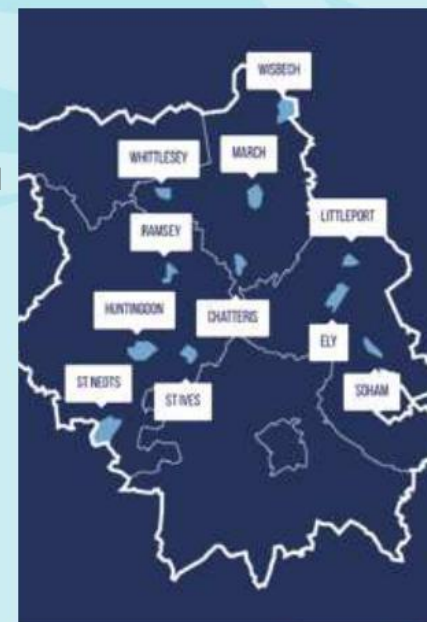 WISBECH
WHITTLESEY
MARCH
LITTLEPORT
RAMSEY
HUNTINGDON
CHATTERIS
ELY
ST NEOTS
ST IVES
SOHAM